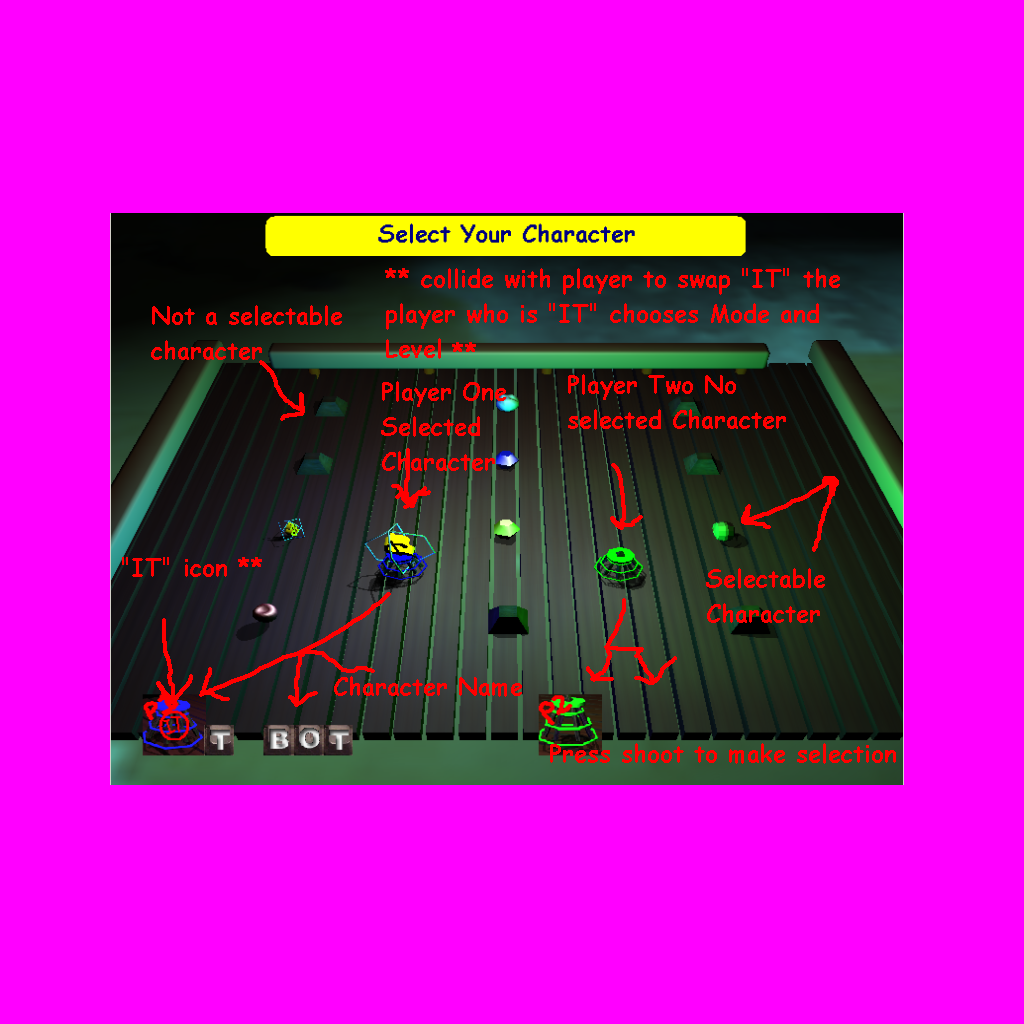 Select Your Character
** collide with player to swap "IT" the
player who is "IT" chooses Mode and
Level **
Not a selectable
character
Player One
Selected
Character
Player Two No
selected Character
"IT" icon **
Selectable
Character
Character Name
IT
T BOT
Press shoot to make selection